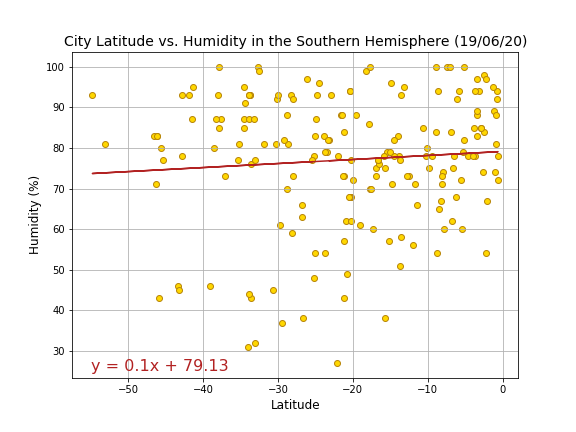 City Latitude vs. Humidity in the Southern Hemisphere (19/06/20)
100
90
80
70
60
50
40
30
Humidity (%)
y = 0.1x + 79.13
−50 −40 −30 −20 −10 0
Latitude